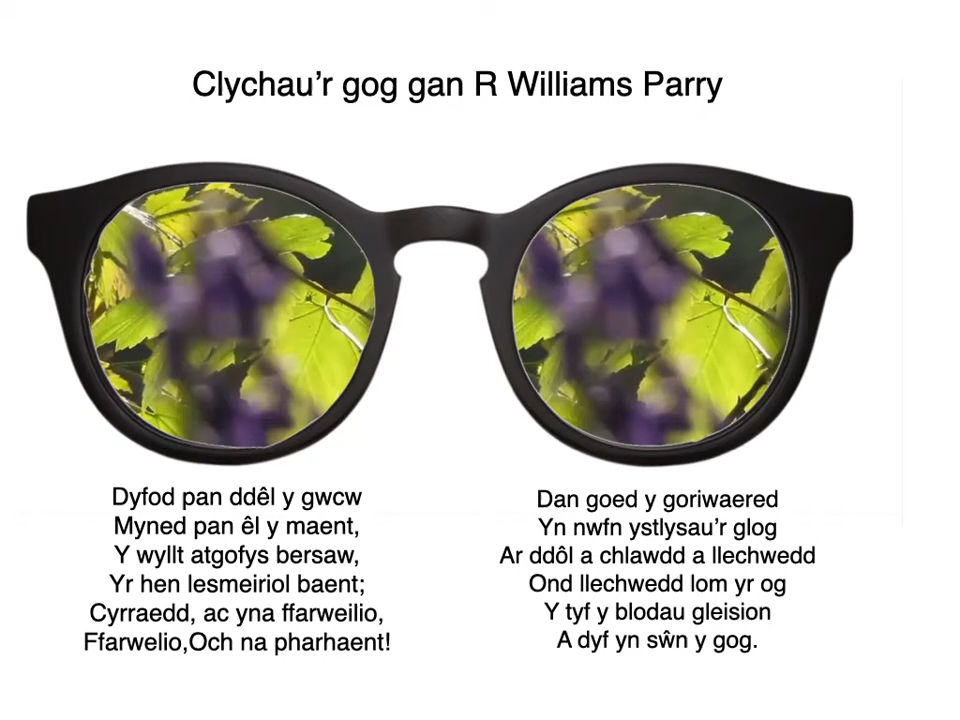 Clychau’r gog gan R Williams Parry
Dyfod pan ddêl y gwcw
Myned pan êl y maent,
Y wyllt atgofys bersaw,
Yr hen lesmeiriol baent;
Cyrraedd, ac yna ffarweilio,
Ffarwelio,Och na pharhaent!
Dan goed y goriwaered
Yn nwfn ystlysau’r glog
Ar ddôl a chlawdd a llechwedd
Ond llechwedd lom yr og
Y tyf y blodau gleision
A dyf yn sŵn y gog.